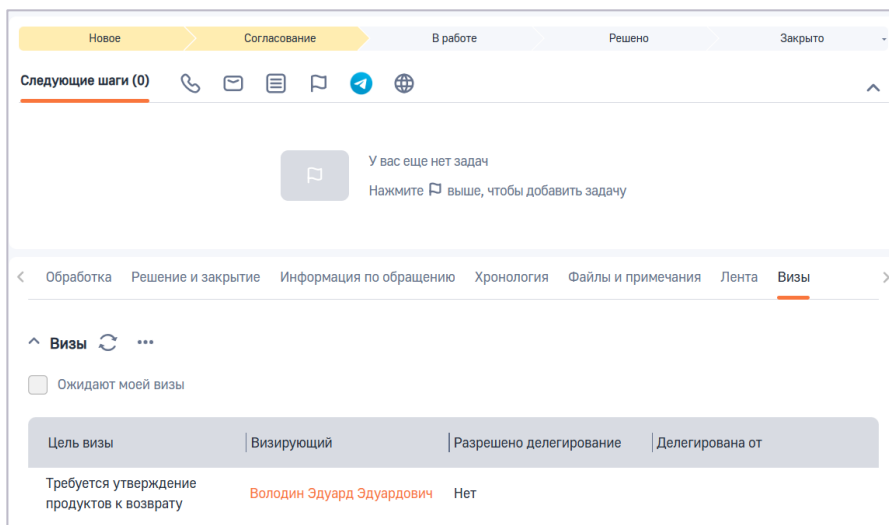 Новое Согласование В работе Решено Закрыто
Следующие шаги (0)
У вас еще нет задач
Нажмите выше, чтобы добавить задачу
Обработка Решение и закрытие Информация по обращению Хронология Файлы и примечания Лента Визы
Визы
Ожидают моей визы
Цель визы Визирующий Разрешено делегирование Делегирована от
Требуется утверждение
продуктов к возврату Володин Эдуард Эдуардович Нет